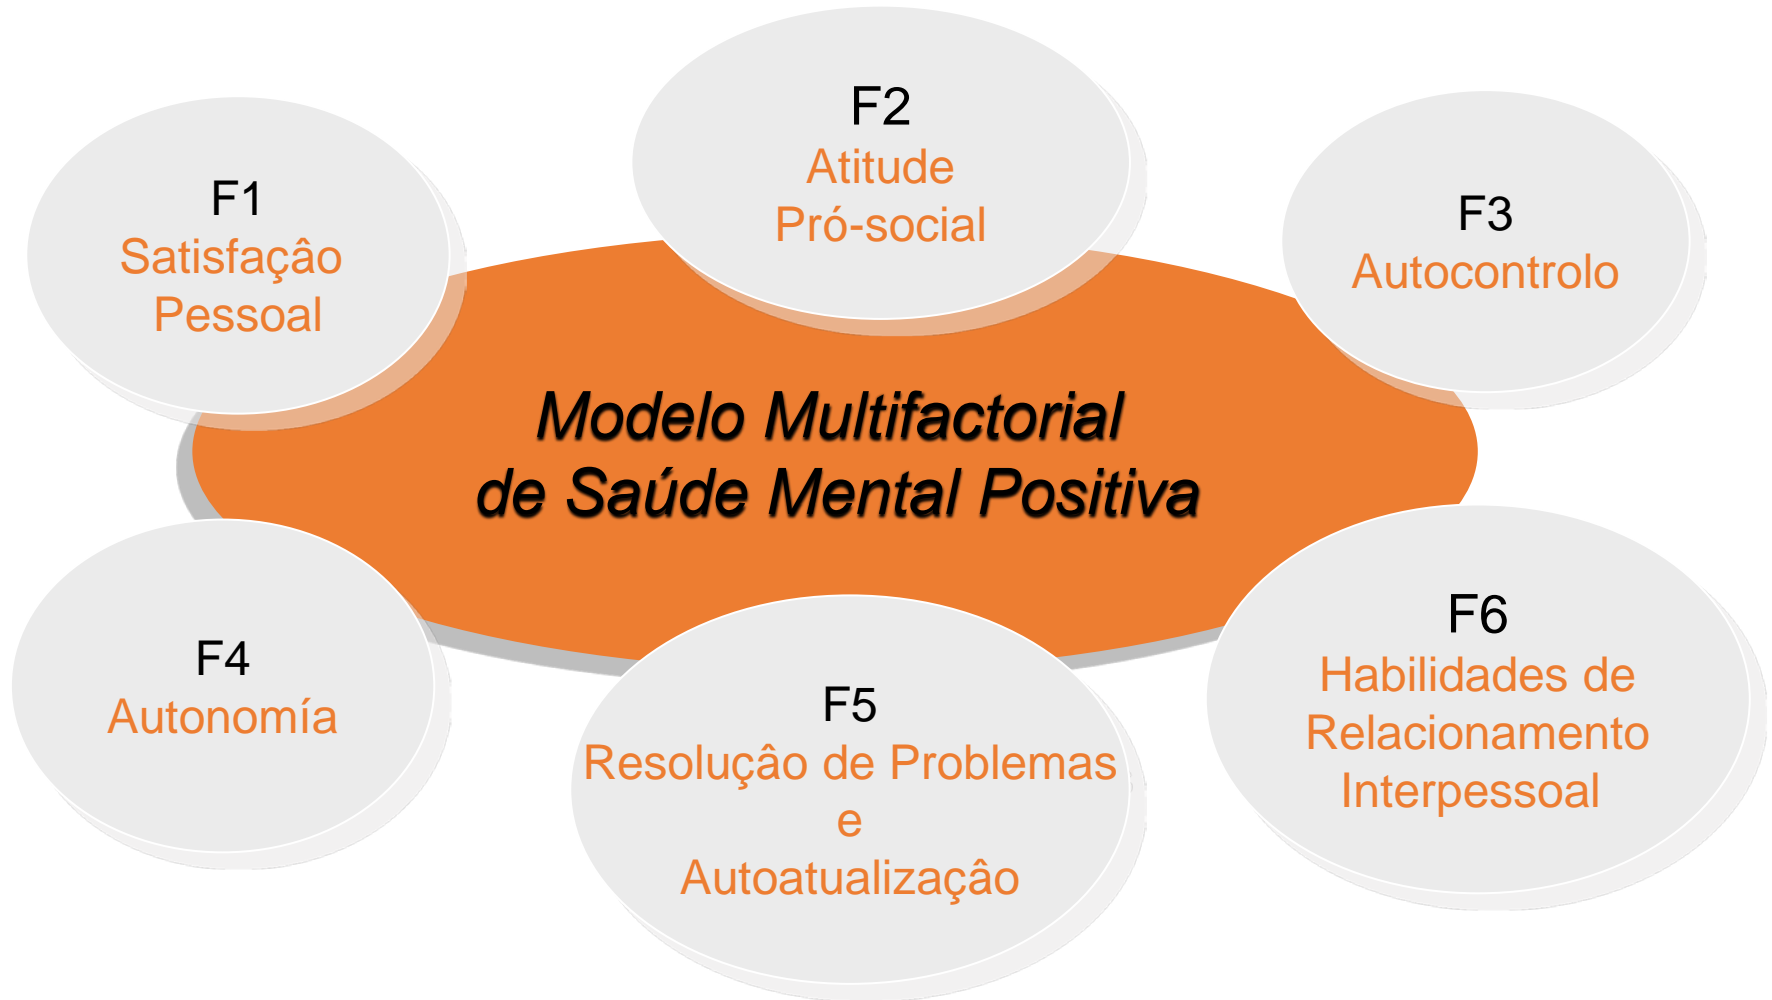 F1
Satisfaçâo
Pessoal
F2
Atitude
Pró-social
F3
Autocontrolo
Modelo Multifactorial
de Saúde Mental Positiva
F4
Autonomía
F5
Resoluçâo de Problemas
e
Autoatualizaçâo
F6
Habilidades de
Relacionamento
Interpessoal